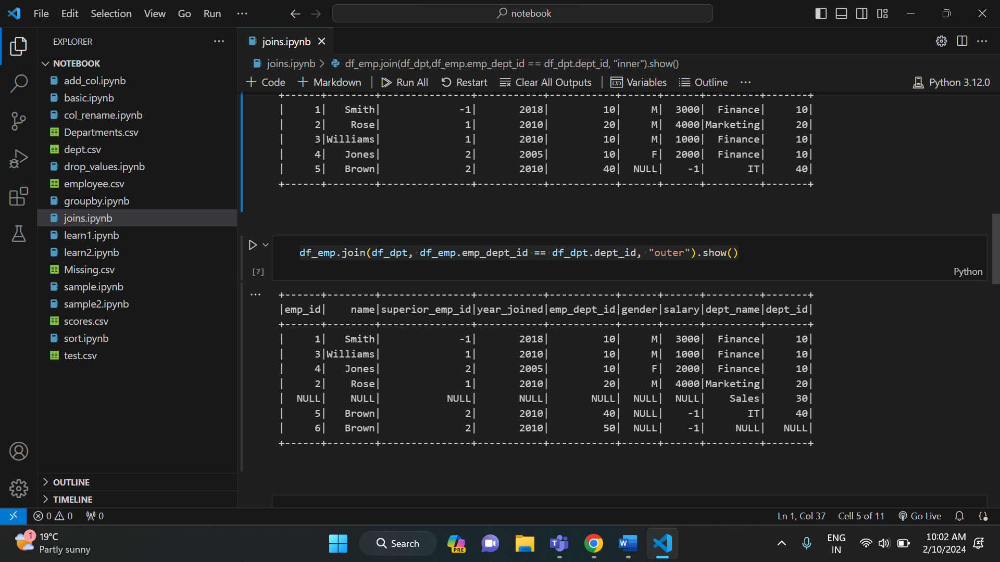 File Edit Selection View Go Run ··· notebook
EXPLORER ···
NOTEBOOK
add_col.ipynb
basic.ipynb
col_rename.ipynb
Departments.csv
dept.csv
drop_values.ipynb
employee.csv
groupby.ipynb
joins.ipynb
learn1.ipynb
learn2.ipynb
Missing.csv
sample.ipynb
sample2.ipynb
scores.csv
sort.ipynb
test.csv
OUTLINE
TIMELINE
joins.ipynb
joins.ipynb > df_emp.join(df_dpt,df_emp.emp_dept_id == df_dpt.dept_id, "inner").show()
+ Code + Markdown | Run All Restart Clear All Outputs | Variables Outline ··· Python 3.12.0
+------+--------+---------------+-----------+-----------+------+------+---------+-------+
|     1|   Smith|             -1|       2018|         10|     M|  3000|  Finance|     10|
|     2|    Rose|              1|       2010|         20|     M|  4000|Marketing|     20|
|     3|Williams|              1|       2010|         10|     M|  1000|  Finance|     10|
|     4|   Jones|              2|       2005|         10|     F|  2000|  Finance|     10|
|     5|   Brown|              2|       2010|         40|  NULL|    -1|       IT|     40|
+------+--------+---------------+-----------+-----------+------+------+---------+-------+
df_emp.join(df_dpt, df_emp.emp_dept_id == df_dpt.dept_id, "outer").show()
[7] Python
+------+--------+---------------+-----------+-----------+------+------+---------+-------+
|emp_id|    name|superior_emp_id|year_joined|emp_dept_id|gender|salary|dept_name|dept_id|
+------+--------+---------------+-----------+-----------+------+------+---------+-------+
|     1|   Smith|             -1|       2018|         10|     M|  3000|  Finance|     10|
|     3|Williams|              1|       2010|         10|     M|  1000|  Finance|     10|
|     4|   Jones|              2|       2005|         10|     F|  2000|  Finance|     10|
|     2|    Rose|              1|       2010|         20|     M|  4000|Marketing|     20|
|  NULL|    NULL|           NULL|       NULL|       NULL|  NULL|  NULL|    Sales|     30|
|     5|   Brown|              2|       2010|         40|  NULL|    -1|       IT|     40|
|     6|   Brown|              2|       2010|         50|  NULL|    -1|     NULL|   NULL|
+------+--------+---------------+-----------+-----------+------+------+---------+-------+
0 0 0 Ln 1, Col 37 Cell 5 of 11 Go Live
1 19°C
Partly sunny
Search
PRE
ENG
IN
10:02 AM
2/10/2024